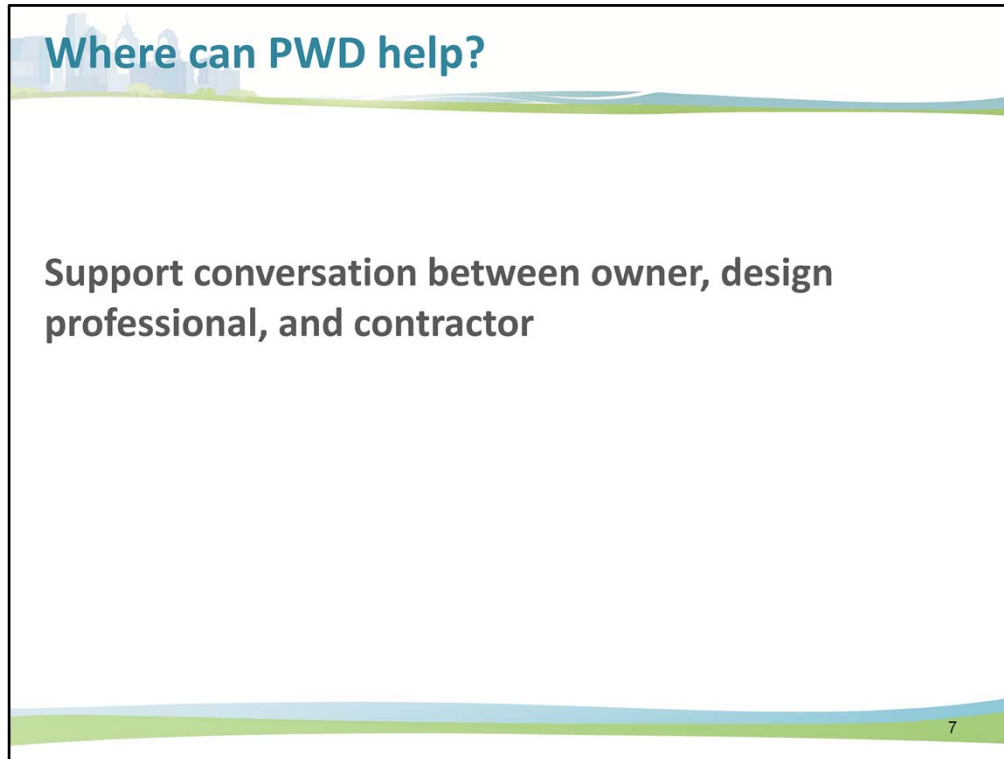 Where can PWD help?
Support conversation between owner, design
professional, and contractor
7